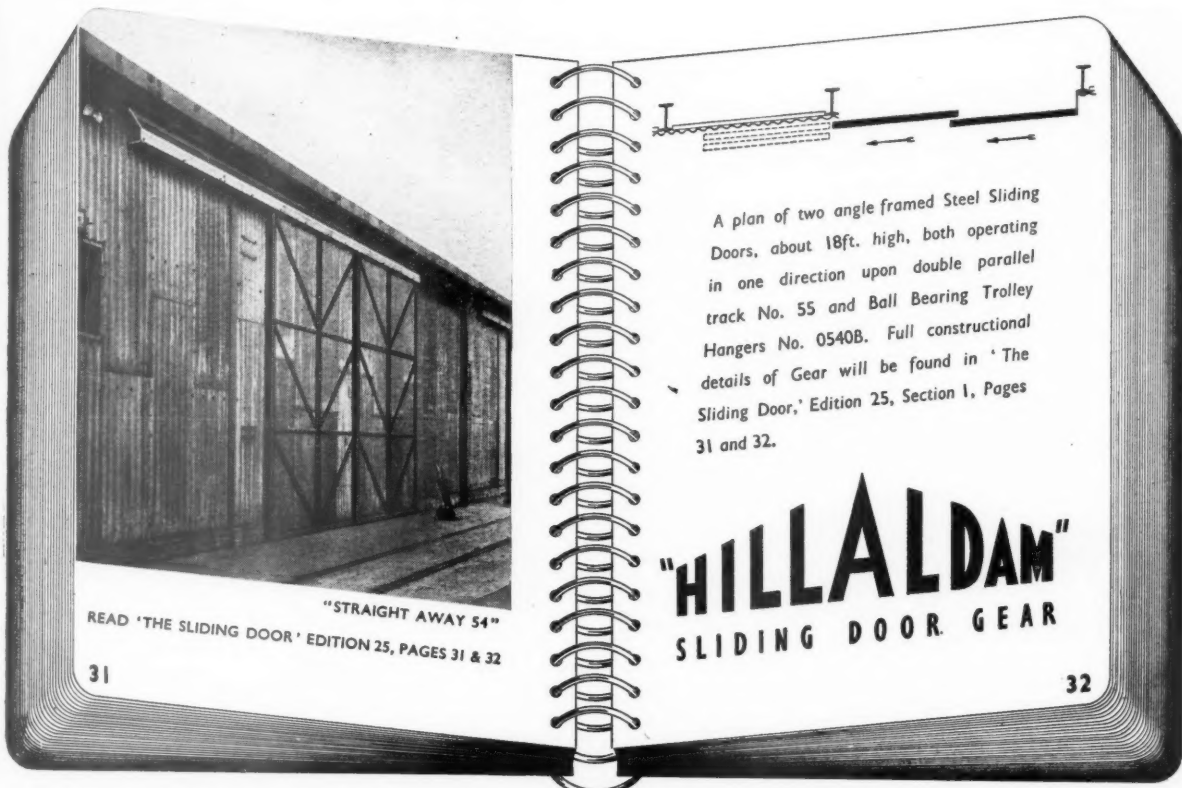 "STRAIGHT AWAY 54"
READ 'THE SLIDING DOOR' EDITION 25, PAGES 31 & 32
31
A plan of two angle framed Steel Sliding
Doors, about 18ft. high, both operating
in one direction upon double parallel
track No. 55 and Ball Bearing Trolley
Hangers No. 0540B. Full constructional
details of Gear will be found in 'The
Sliding Door,' Edition 25, Section 1, Pages
31 and 32.
"HILLALDAM"
SLIDING DOOR GEAR
32